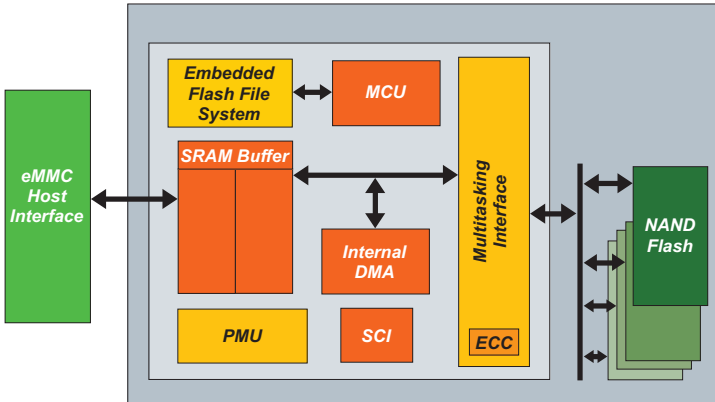 eMMC
Host
Interface
Embedded
Flash File
System
MCU
SRAM Buffer
Internal
DMA
PMU
SCI
Multitasking
Interface
ECC
NAND
Flash